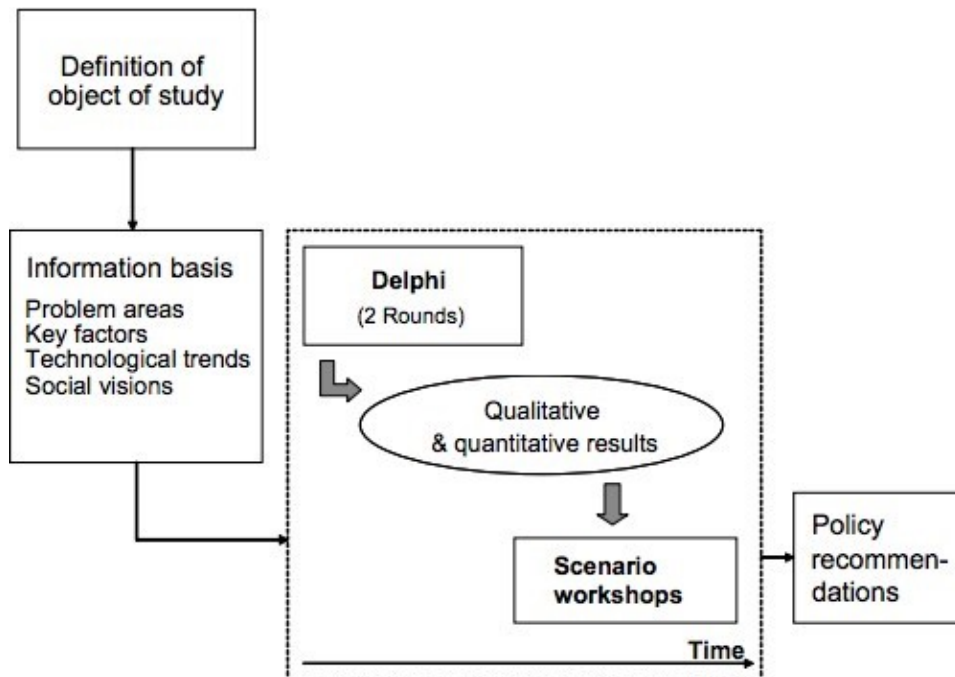 Definition of
object of study
Information basis
Problem areas
Key factors
Technological trends
Social visions
Delphi
(2 Rounds)
Qualitative
& quantitative results
Scenario
workshops
Time
Policy
recommen-
dations